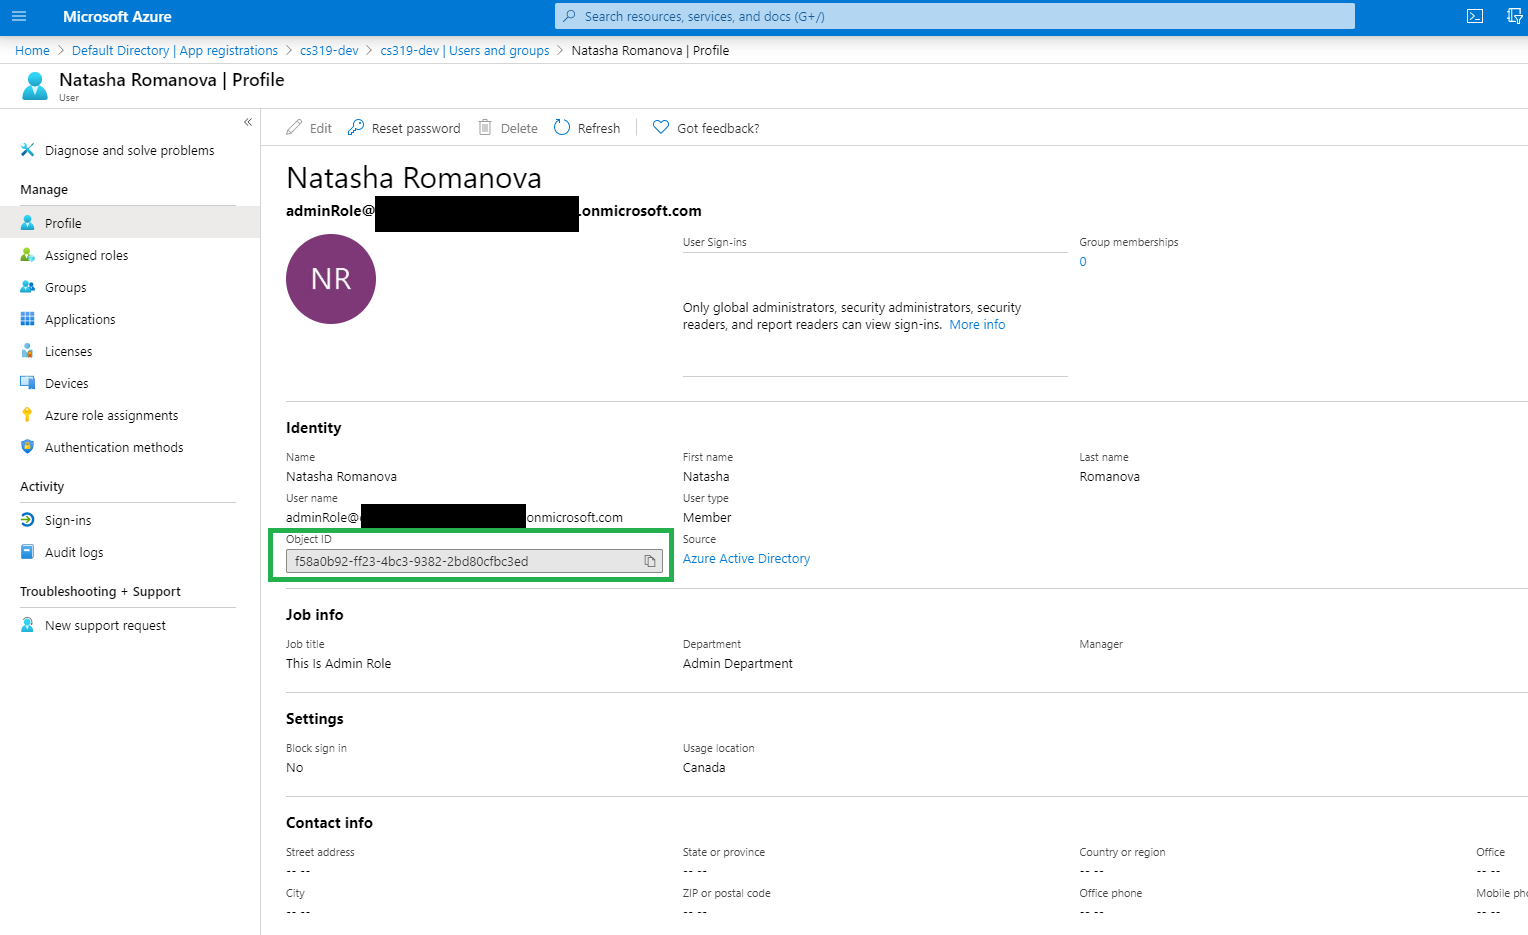 Microsoft Azure
Search resources, services, and docs (G+/)
Home > Default Directory | App registrations > cs319-dev > cs319-dev | Users and groups > Natasha Romanova | Profile
Natasha Romanova | Profile
User
«
Diagnose and solve problems
Manage
Profile
Assigned roles
Groups
Applications
Licenses
Devices
Azure role assignments
Authentication methods
Activity
Sign-ins
Audit logs
Troubleshooting + Support
New support request
Edit
Reset password
Delete
Refresh
Got feedback?
Natasha Romanova
adminRole@ .onmicrosoft.com
NR
User Sign-ins
Only global administrators, security administrators, security
readers, and report readers can view sign-ins. More info
Group memberships
0
Identity
Name
Natasha Romanova
First name
Natasha
Last name
Romanova
User name
adminRole@ onmicrosoft.com
User type
Member
Object ID
f58a0b92-ff23-4bc3-9382-2bd80cfbc3ed
Source
Azure Active Directory
Job info
Job title
This Is Admin Role
Department
Admin Department
Manager
Settings
Block sign in
No
Usage location
Canada
Contact info
Street address
-- --
State or province
-- --
Country or region
-- --
Office
-- --
City
-- --
ZIP or postal code
-- --
Office phone
-- --
Mobile pho
-- --